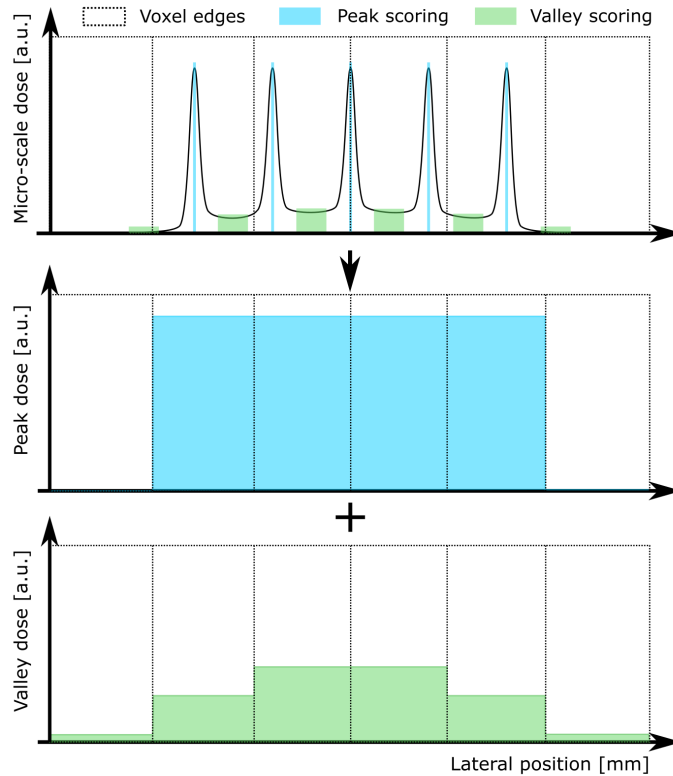 Voxel edges Peak scoring Valley scoring
Micro-scale dose [a.u.]
Peak dose [a.u.]
+
Valley dose [a.u.]
Lateral position [mm]